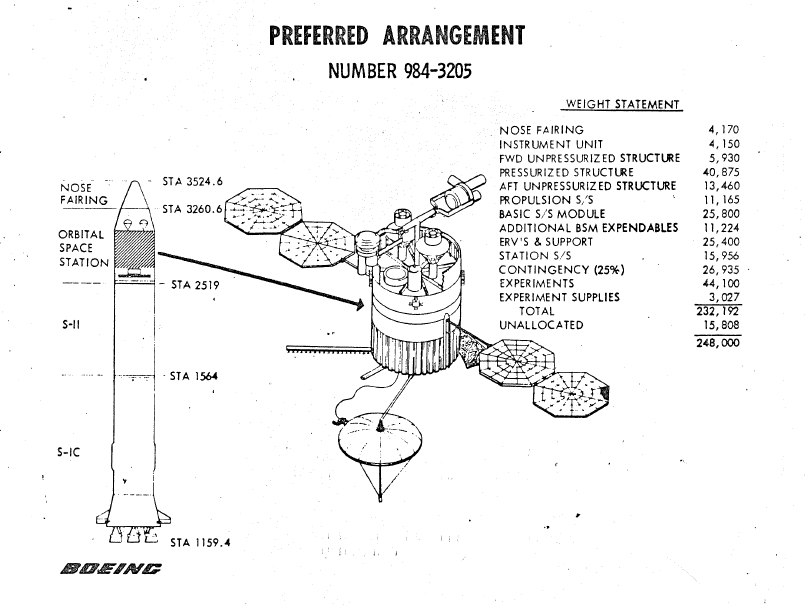 PREFERRED ARRANGEMENT
NUMBER 984-3205
WEIGHT STATEMENT
NOSE FAIRING 4,170
INSTRUMENT UNIT 4,150
FWD UNPRESSURIZED STRUCTURE 5,930
PRESSURIZED STRUCTURE 40,875
AFT UNPRESSURIZED STRUCTURE 13,460
PROPULSION S/S 11,165
BASIC S/S MODULE 25,800
ADDITIONAL BSM EXPENDABLES 11,224
ERV'S & SUPPORT 25,400
STATION S/S 15,956
CONTINGENCY (25%) 26,935
EXPERIMENTS 44,100
EXPERIMENT SUPPLIES 3,027
TOTAL 232,192
UNALLOCATED 15,808
248,000
NOSE FAIRING
STA 3524.6
STA 3260.6
ORBITAL SPACE STATION
STA 2519
S-II
STA 1564
S-IC
STA 1159.4
BOEING